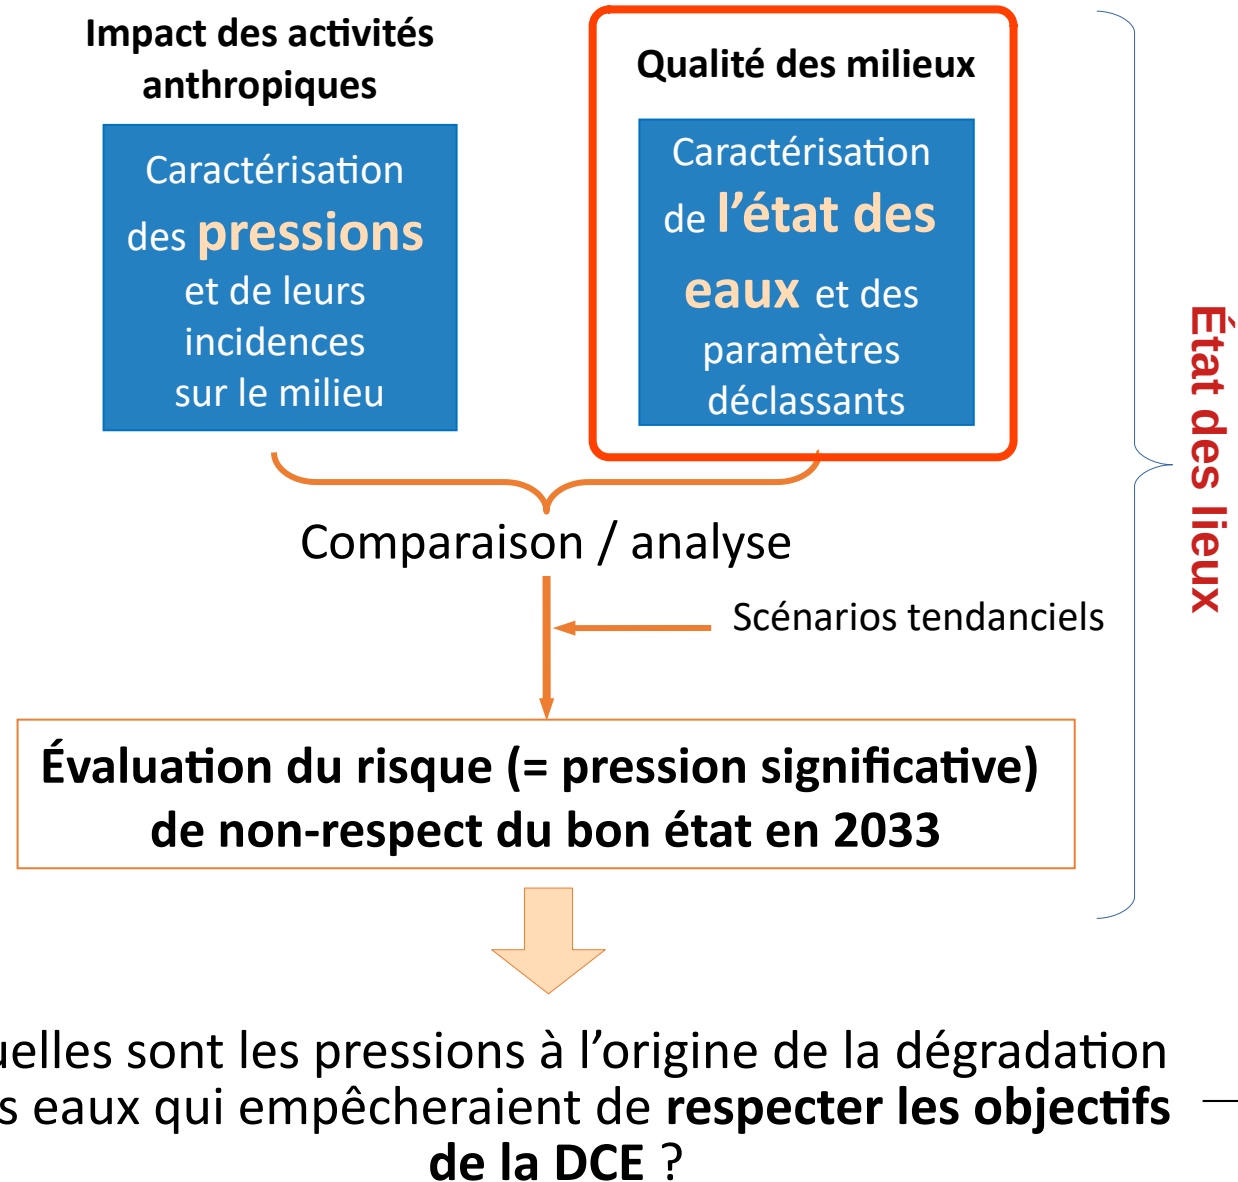 Impact des activités
anthropiques
Caractérisation
des pressions
et de leurs
incidences
sur le milieu
Qualité des milieux
Caractérisation
de l’état des
eaux et des
paramètres
déclassants
Comparaison / analyse
Scénarios tendanciels
Évaluation du risque (= pression significative)
de non-respect du bon état en 2033
État des lieux
uelles sont les pressions à l’origine de la dégradation
s eaux qui empêcheraient de respecter les objectifs
de la DCE ?